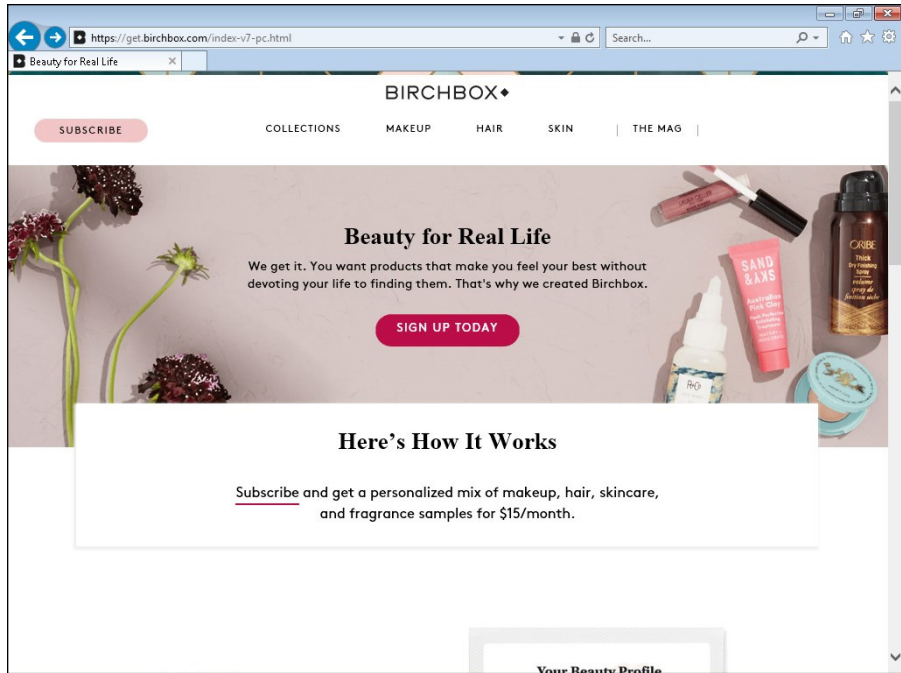 https://get.birchbox.com/index-v7-pc.html
Search...
Beauty for Real Life
BIRCHBOX
SUBSCRIBE
COLLECTIONS MAKEUP HAIR SKIN | THE MAG |
Beauty for Real Life
We get it. You want products that make you feel your best without
devoting your life to finding them. That's why we created Birchbox.
SIGN UP TODAY
ORIBE
Thick
Dry Finishing
Spray
SAND
& SKY
Australian
Pink Clay
R+Co
Here's How It Works
Subscribe and get a personalized mix of makeup, hair, skincare,
and fragrance samples for $15/month.
Your Beauty Profile